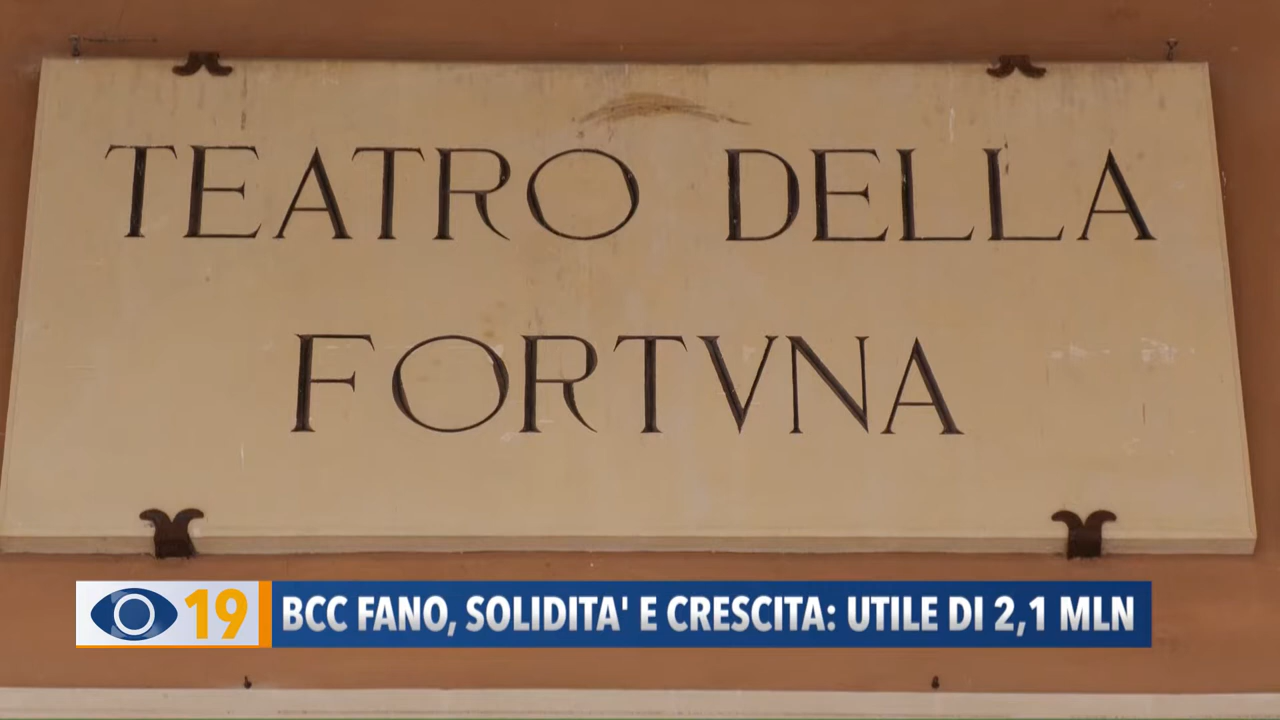 TEATRO DELLA
FORTVNA
19
BCC FANO, SOLIDITA' E CRESCITA: UTILE DI 2,1 MLN